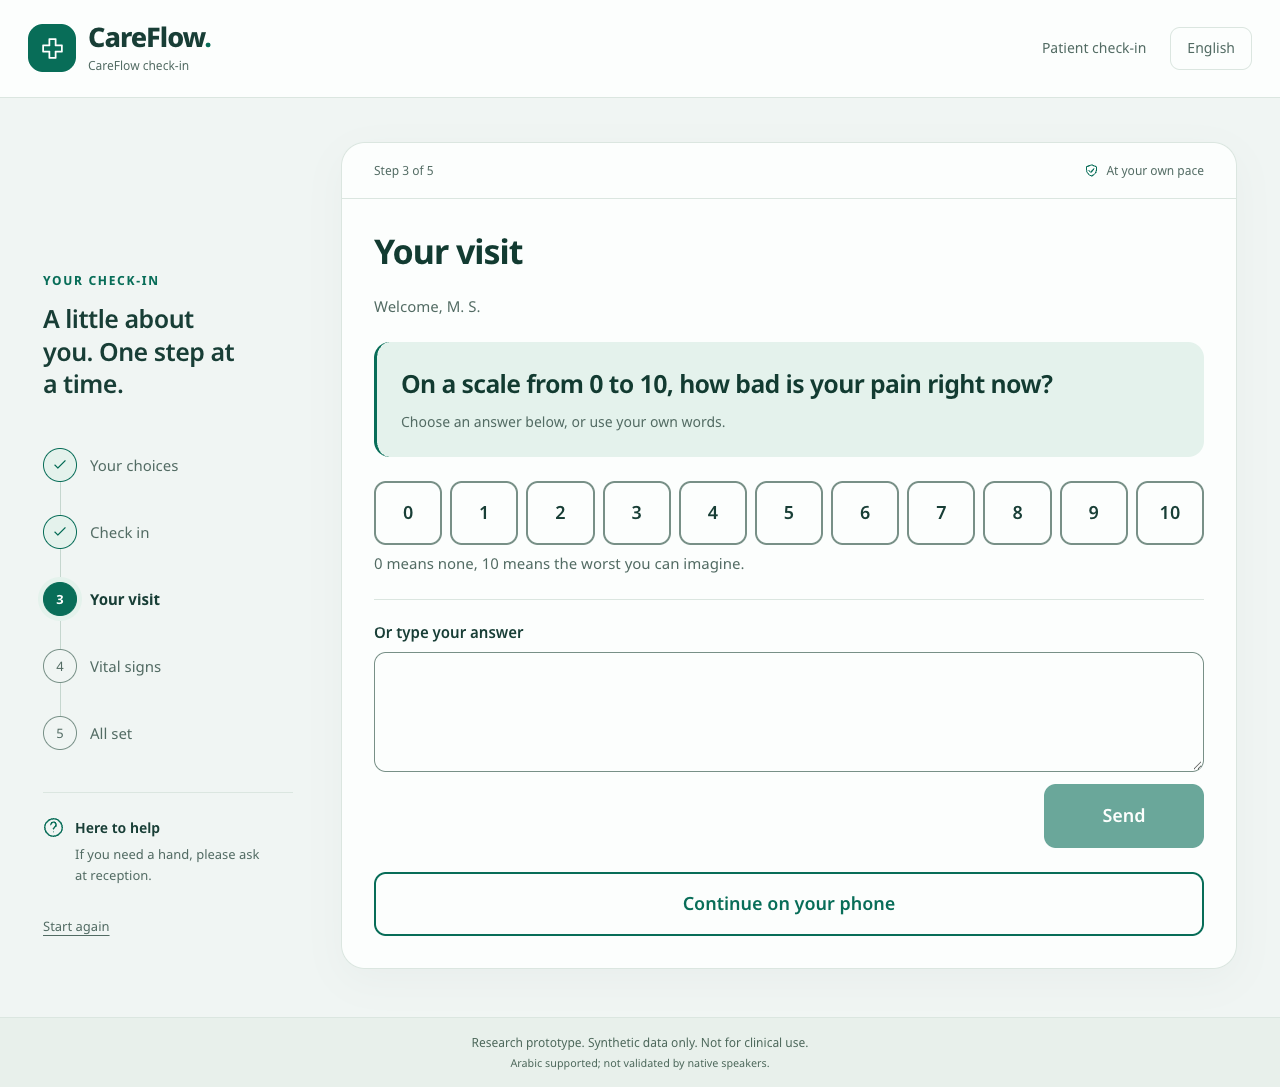 CareFlow.
CareFlow check-in
Patient check-in
English
YOUR CHECK-IN
A little about
you. One step at
a time.
Your choices
Check in
3
Your visit
4
Vital signs
5
All set
Here to help
If you need a hand, please ask
at reception.
Start again
Step 3 of 5
At your own pace
Your visit
Welcome, M. S.
On a scale from 0 to 10, how bad is your pain right now?
Choose an answer below, or use your own words.
0 1 2 3 4 5 6 7 8 9 10
0 means none, 10 means the worst you can imagine.
Or type your answer
Send
Continue on your phone
Research prototype. Synthetic data only. Not for clinical use.
Arabic supported; not validated by native speakers.